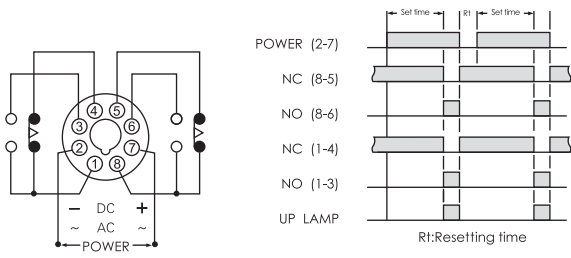 4 5
3 6
2 7
1 8
− DC +
~ AC ~
POWER
Set time Rt Set time
POWER (2-7)
NC (8-5)
NO (8-6)
NC (1-4)
NO (1-3)
UP LAMP
Rt:Resetting time